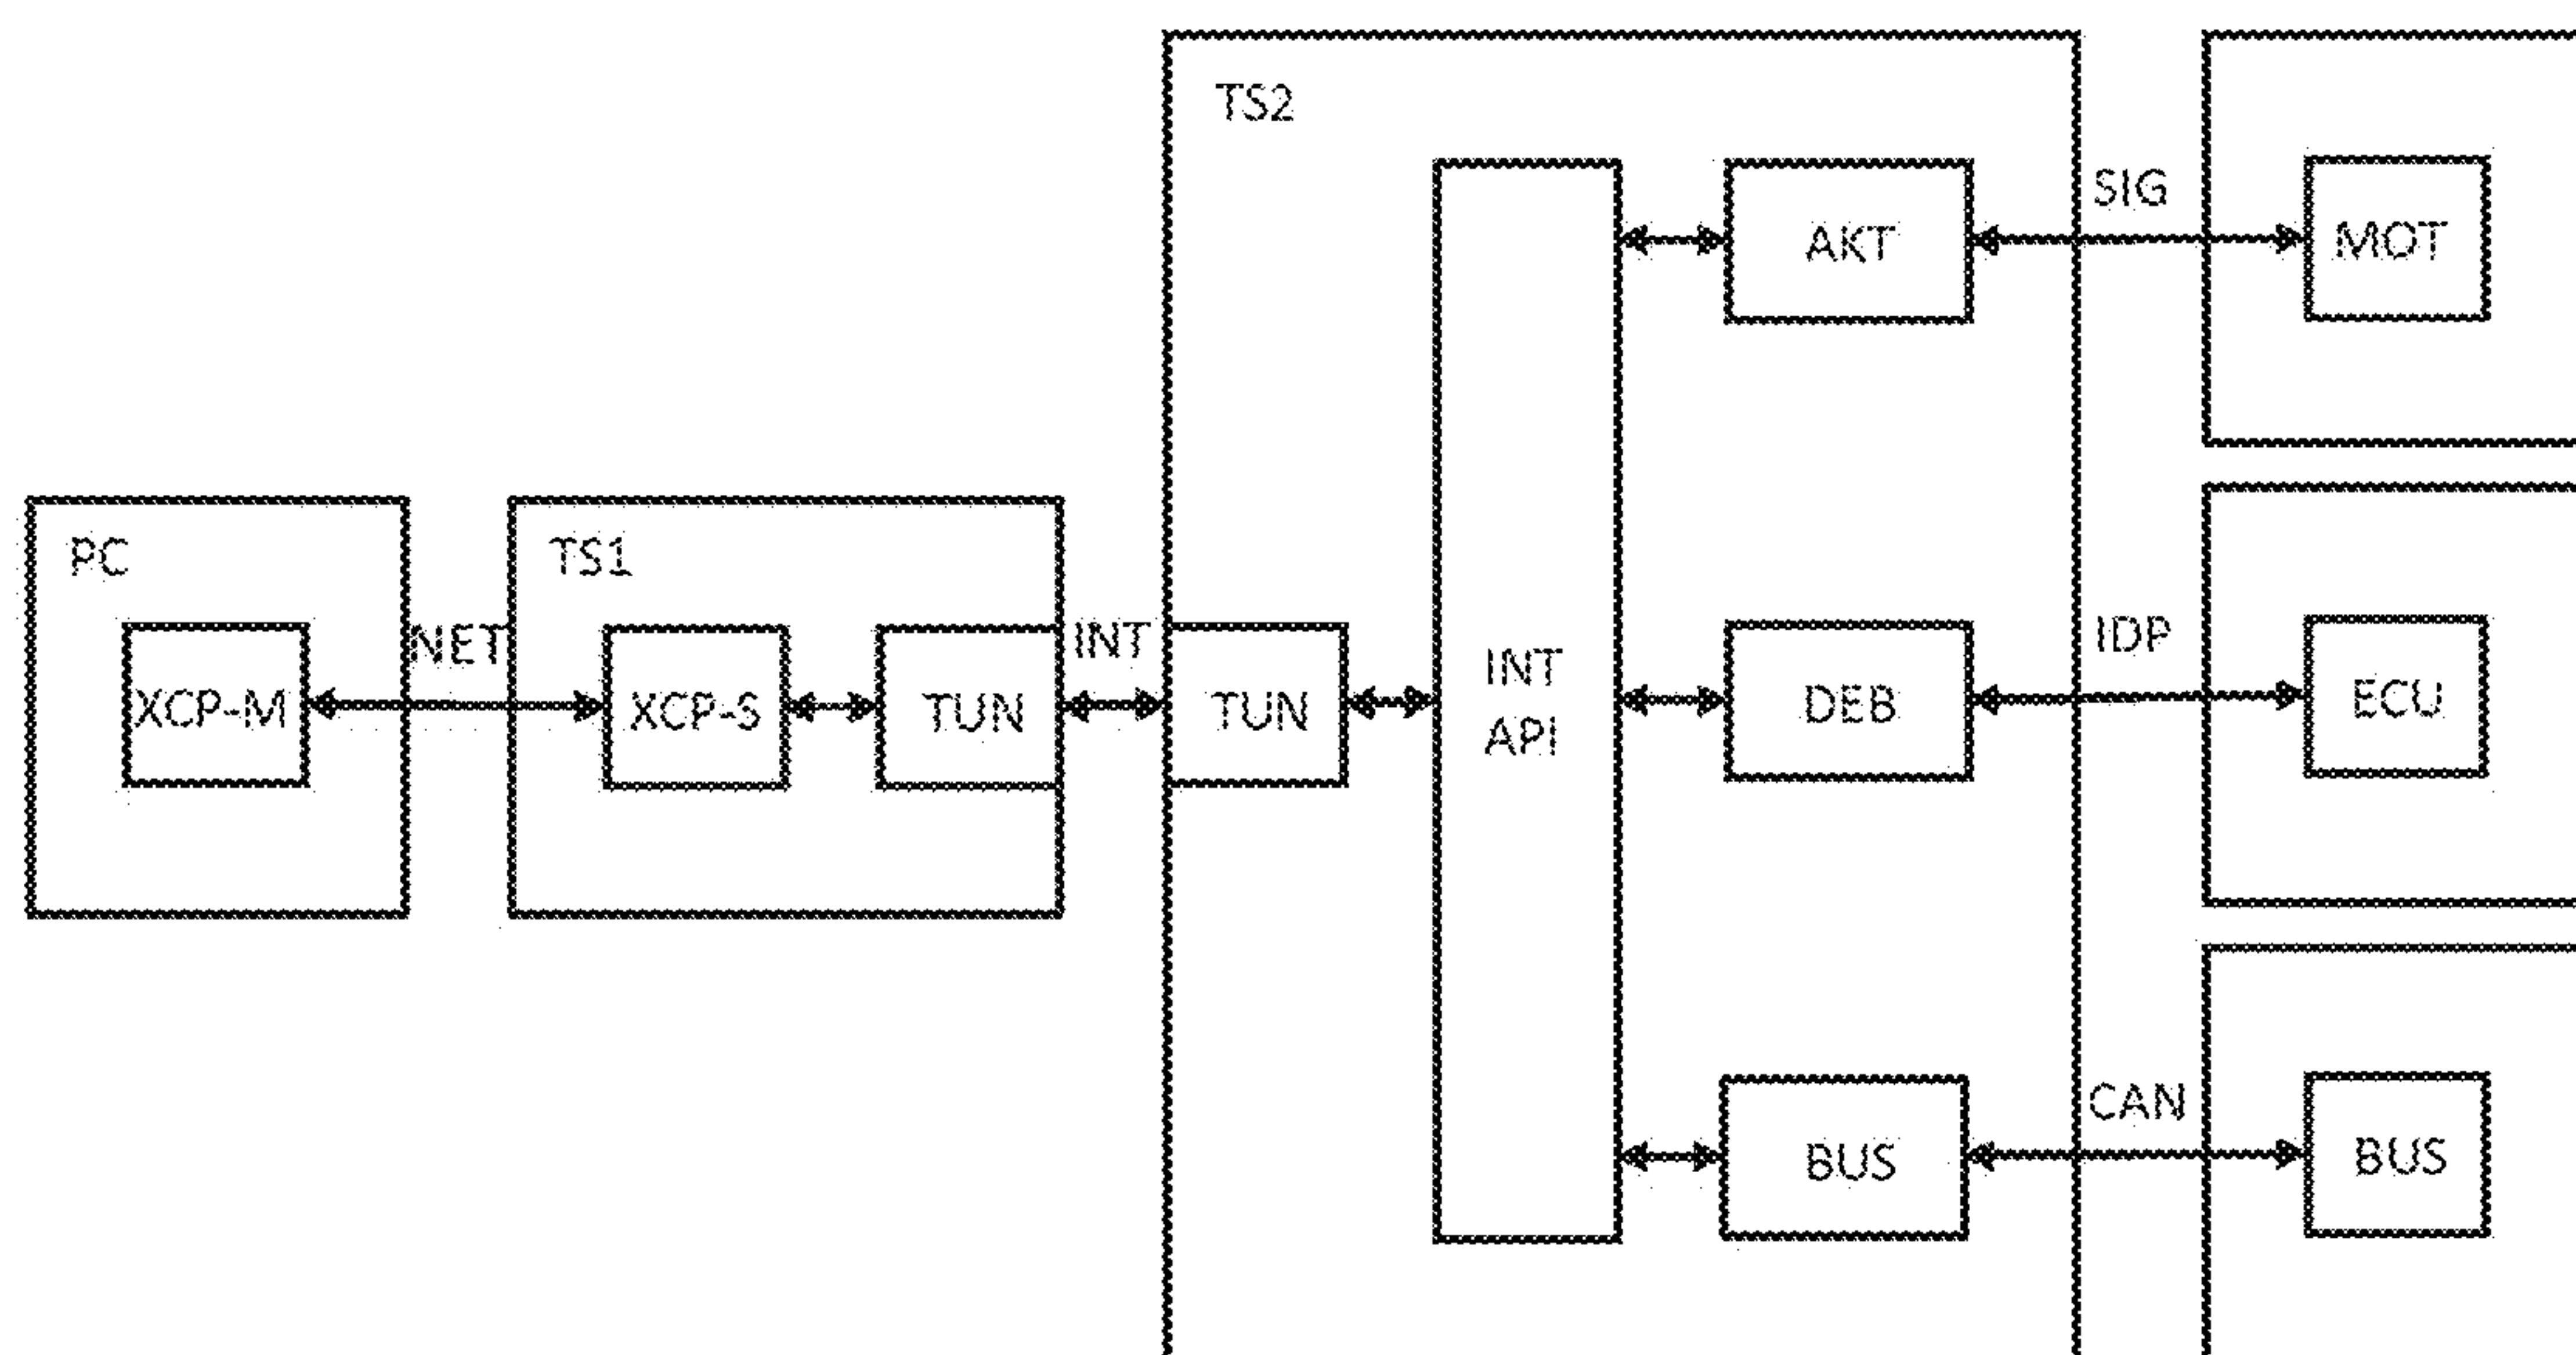 TS2
SIG
AKT
MOT
PC
TS1
NET
INT
IDP
XCP-M
XCP-S
TUN
TUN
INT
API
DEB
ECU
CAN
BUS
BUS